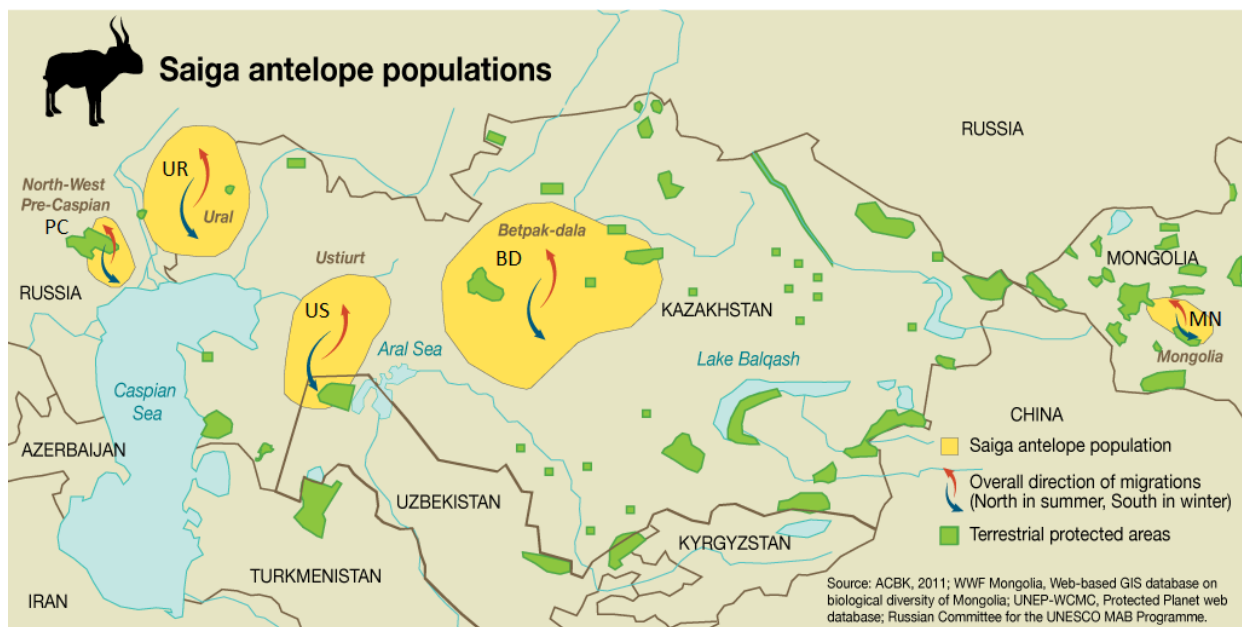 Saiga antelope populations
RUSSIA
UR
North-West
Pre-Caspian
PC
Ural
Betpak-dala
BD
Ustiurt
MONGOLIA
RUSSIA
US
KAZAKHSTAN
MN
Aral Sea
Lake Balqash
Mongolia
Caspian
Sea
CHINA
AZERBAIJAN
Saiga antelope population
Overall direction of migrations
(North in summer, South in winter)
UZBEKISTAN
Terrestrial protected areas
KYRGYZSTAN
TURKMENISTAN
IRAN
Source: ACBK, 2011; WWF Mongolia, Web-based GIS database on
biological diversity of Mongolia; UNEP-WCMC, Protected Planet web
database; Russian Committee for the UNESCO MAB Programme.